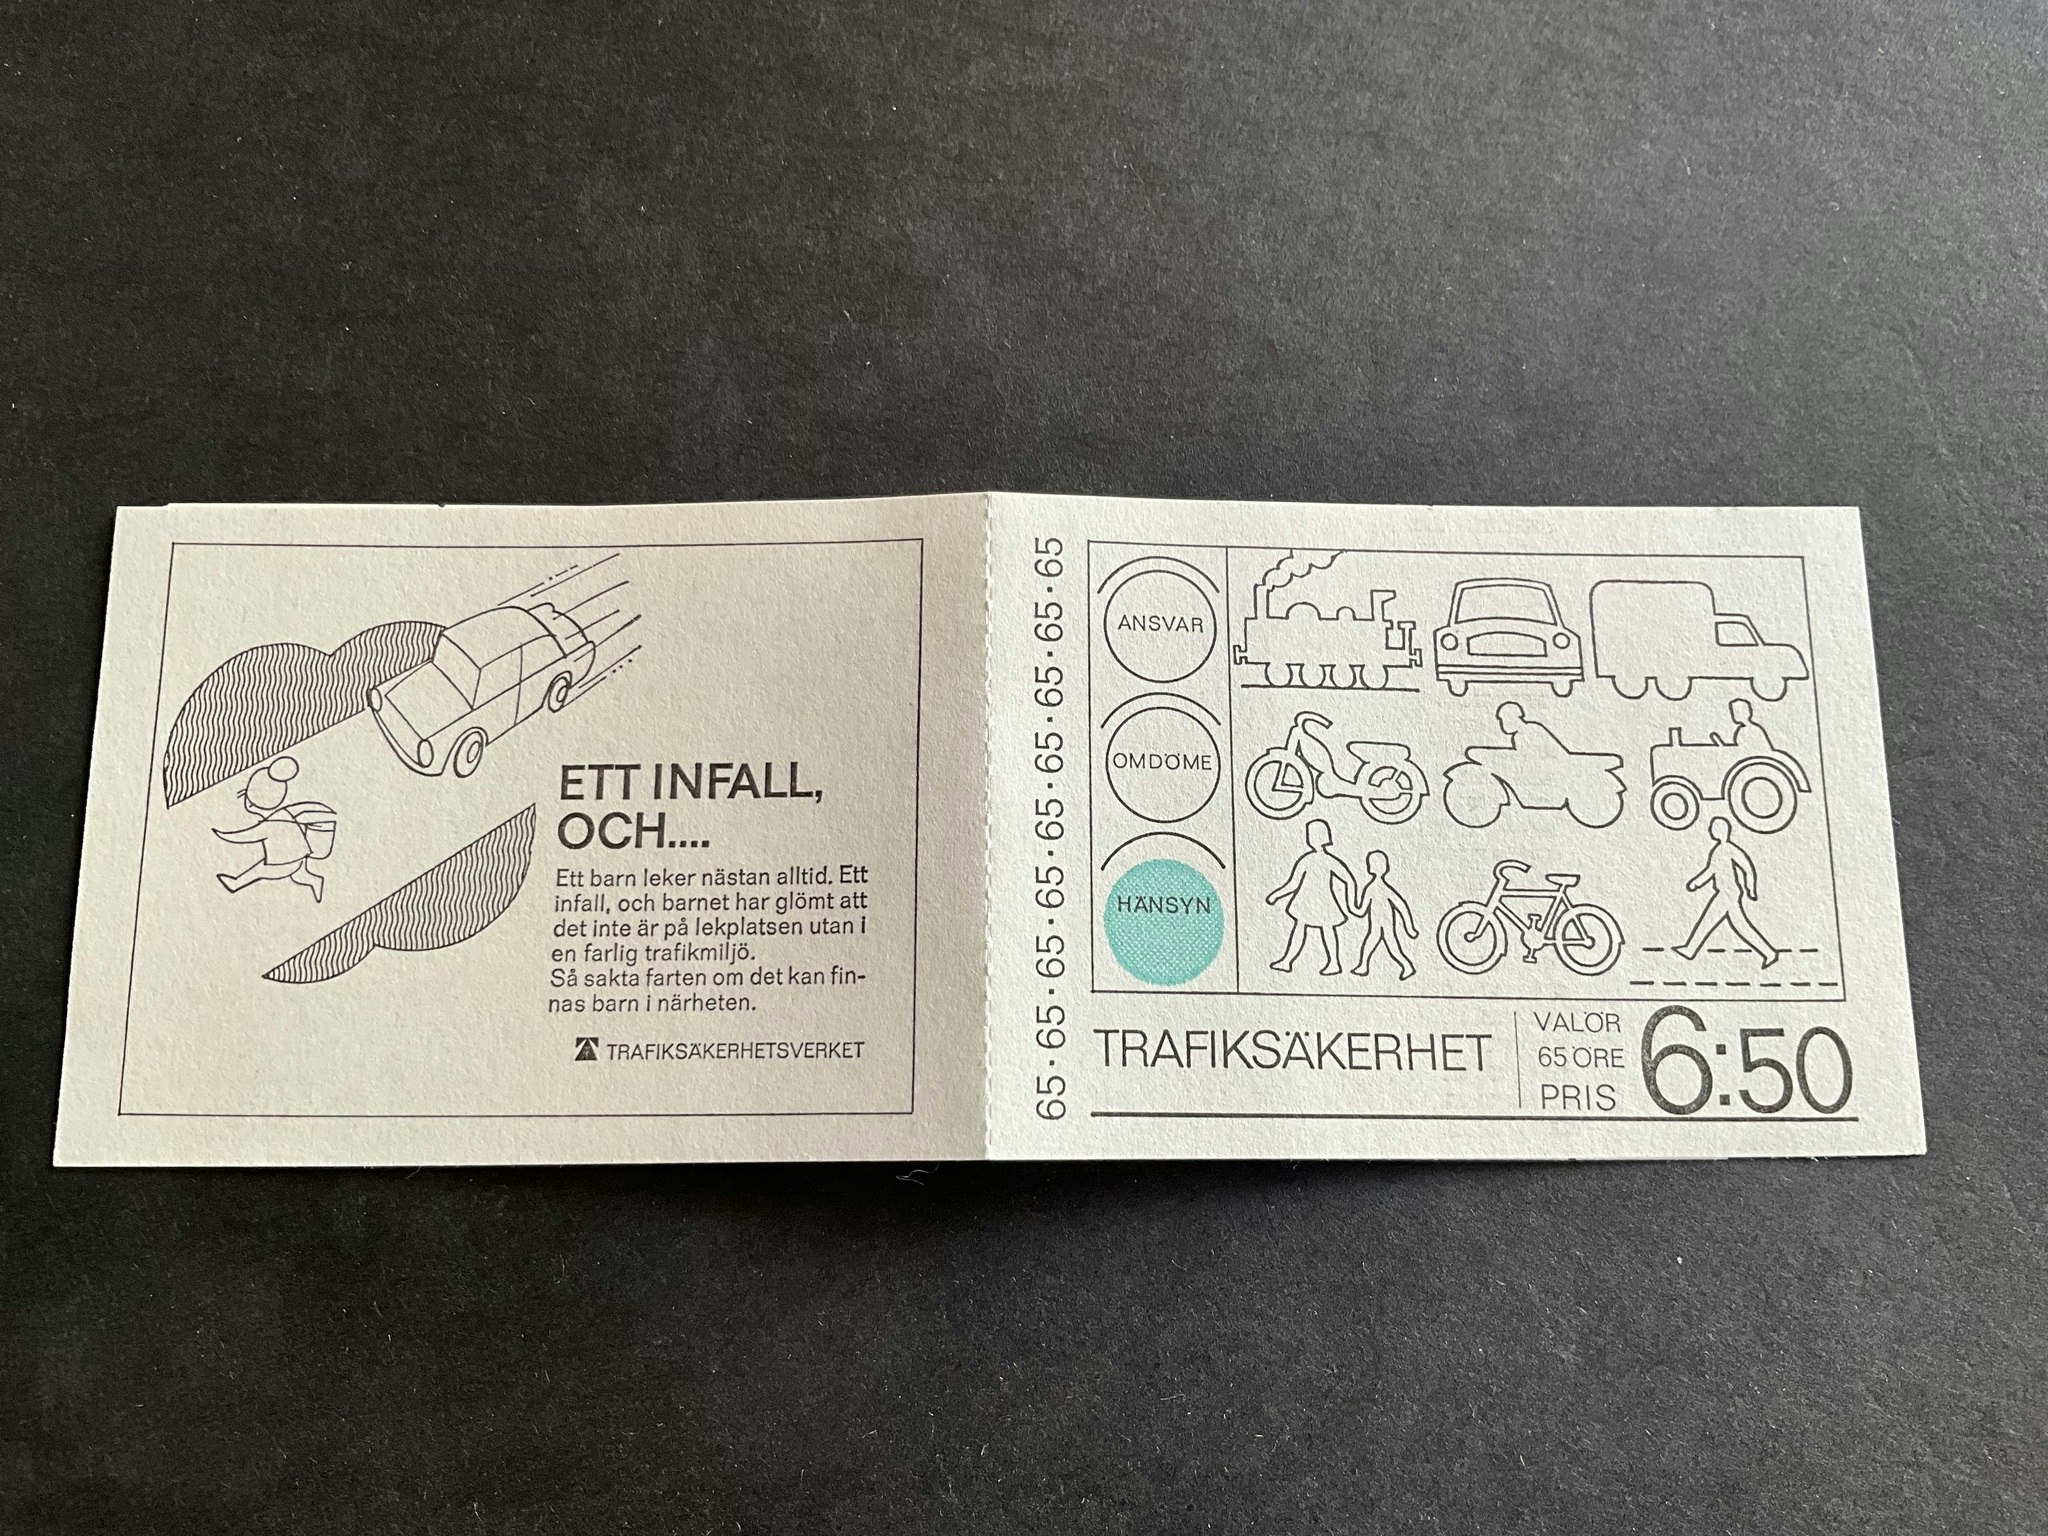 ETT INFALL,
OCH....
Ett barn leker nästan alltid. Ett
infall, och barnet har glömt att
det inte är på lekplatsen utan i
en farlig trafikmiljö.
Så sakta farten om det kan fin-
nas barn i närheten.
TRAFIKSÄKERHETSVERKET
65·65·65·65·65·65·65·65·65·65
ANSVAR
OMDÖME
HÄNSYN
TRAFIKSÄKERHET
VALÖR
65 ÖRE
PRIS
6:50